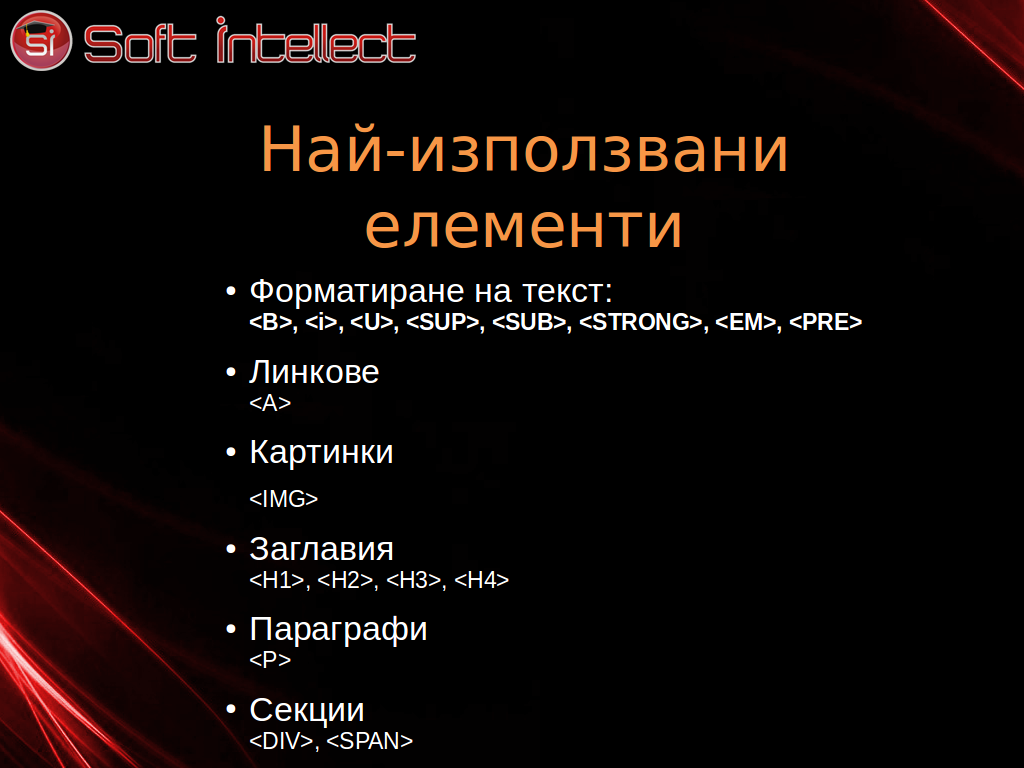 Si Soft Intellect
Най-използвани
елементи
• Форматиране на текст:
<B>, <i>, <U>, <SUP>, <SUB>, <STRONG>, <EM>, <PRE>
• Линкове
<A>
• Картинки
<IMG>
• Заглавия
<H1>, <H2>, <H3>, <H4>
• Параграфи
<P>
• Секции
<DIV>, <SPAN>